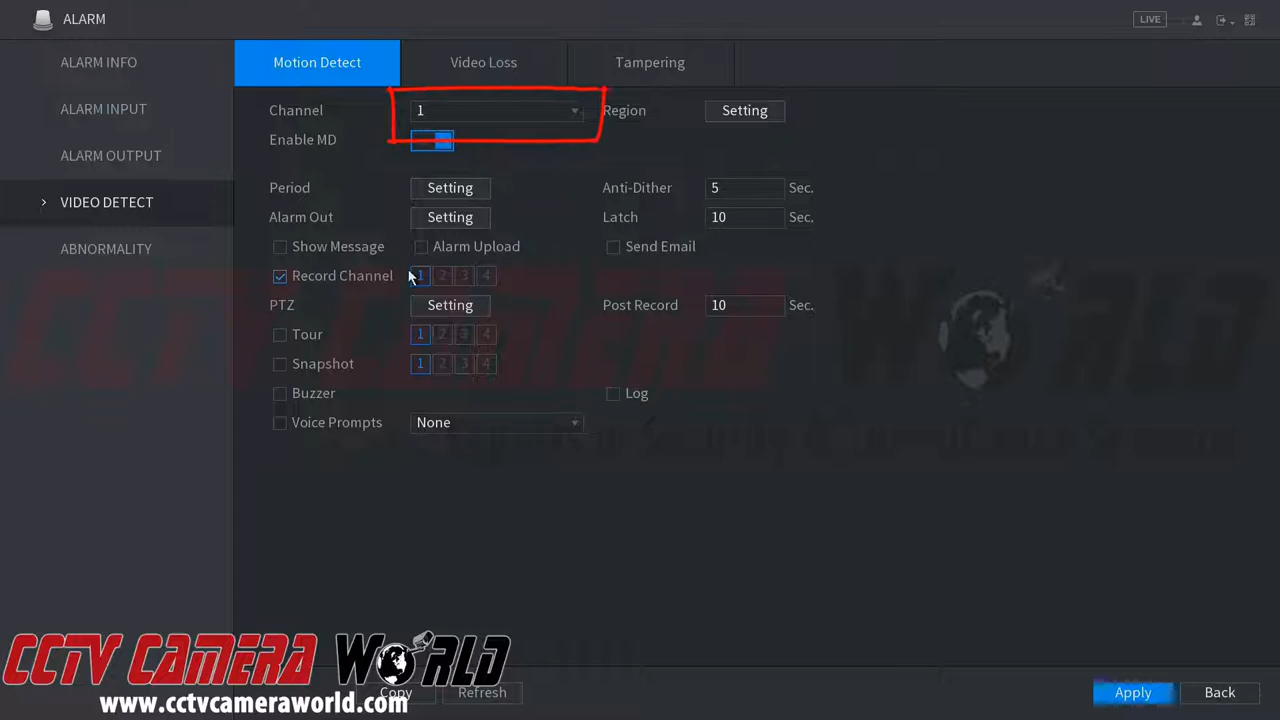 ALARM
LIVE
ALARM INFO
ALARM INPUT
ALARM OUTPUT
VIDEO DETECT
ABNORMALITY
Motion Detect
Video Loss
Tampering
Channel
1
Region
Setting
Enable MD
Period
Setting
Anti-Dither
5
Sec.
Alarm Out
Setting
Latch
10
Sec.
Show Message
Alarm Upload
Send Email
Record Channel
1 2 3 4
PTZ
Setting
Post Record
10
Sec.
Tour
1 2 3 4
Snapshot
1 2 3 4
Buzzer
Log
Voice Prompts
None
CCTV CAMERA WORLD
CCTV CAMERA WORLD
www.cctvcameraworld.com
Copy
Refresh
Apply
Back